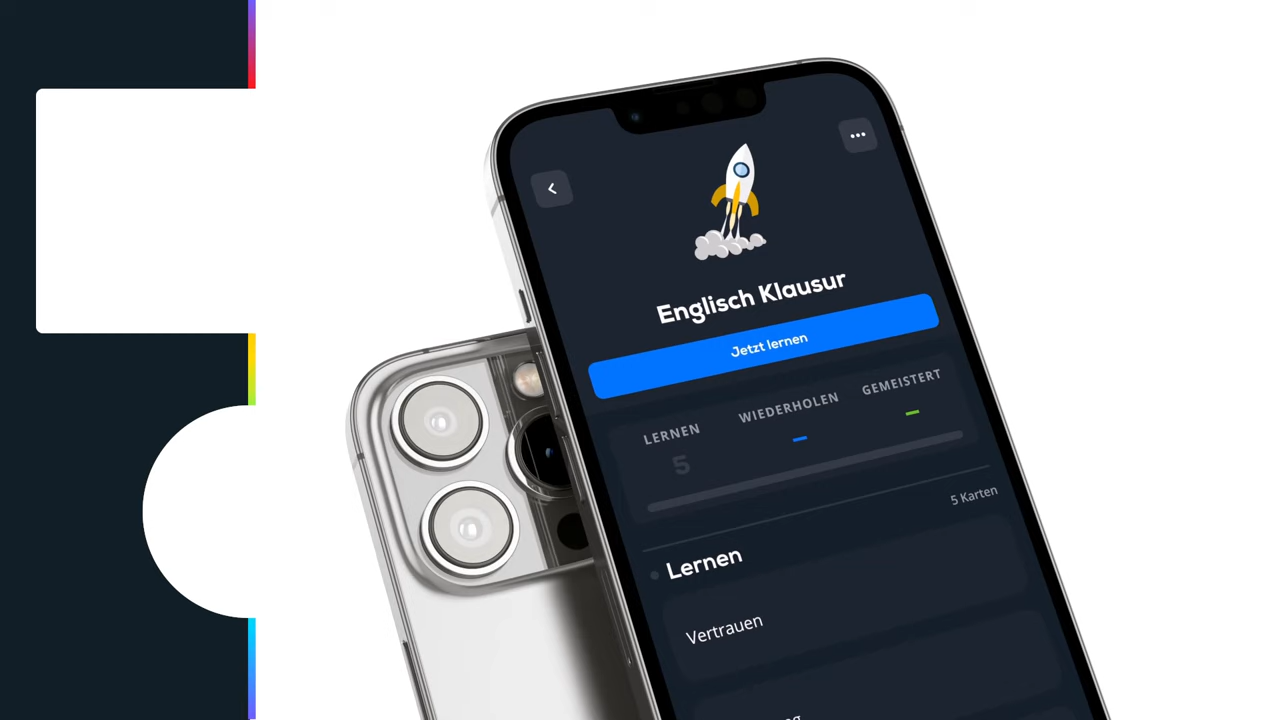 Englisch Klausur
Jetzt lernen
LERNEN
WIEDERHOLEN
GEMEISTERT
5
5 Karten
Lernen
Vertrauen